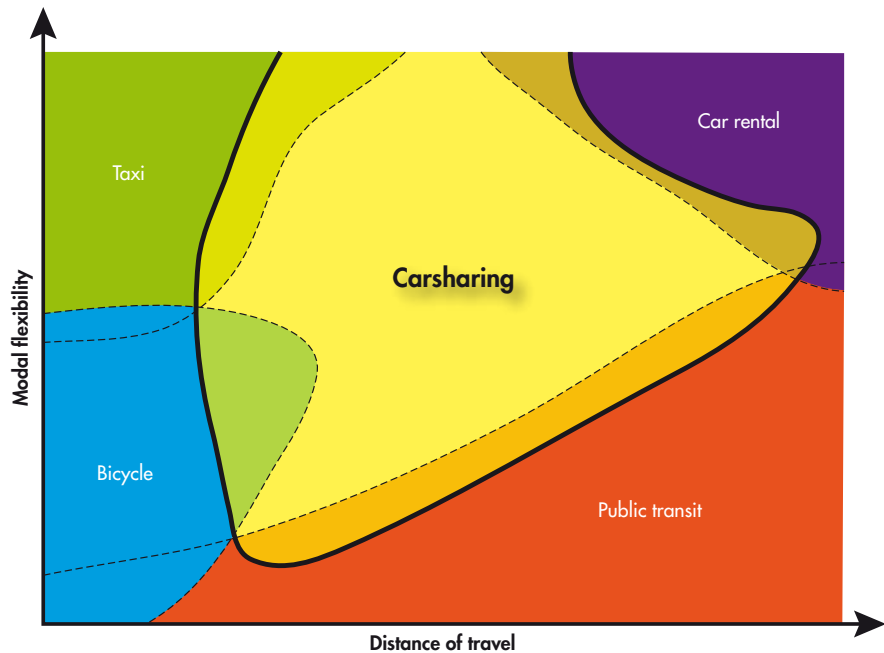 Car rental
Taxi
Carsharing
Modal flexibility
Bicycle
Public transit
Distance of travel